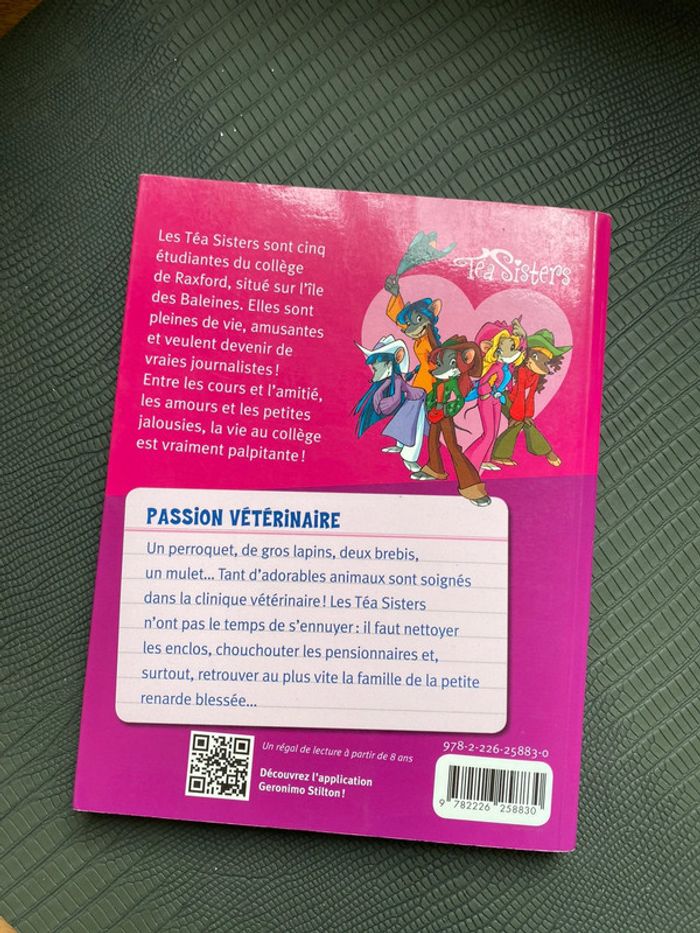 Les Téa Sisters sont cinq
étudiantes du collège
de Raxford, situé sur l'île
des Baleines. Elles sont
pleines de vie, amusantes
et veulent devenir de
vraies journalistes !
Entre les cours et l'amitié,
les amours et les petites
jalousies, la vie au collège
est vraiment palpitante !
Téa Sisters
PASSION VÉTÉRINAIRE
Un perroquet, de gros lapins, deux brebis,
un mulet... Tant d'adorables animaux sont soignés
dans la clinique vétérinaire ! Les Téa Sisters
n'ont pas le temps de s'ennuyer : il faut nettoyer
les enclos, chouchouter les pensionnaires et,
surtout, retrouver au plus vite la famille de la petite
renarde blessée...
Un régal de lecture à partir de 8 ans
Découvrez l'application
Geronimo Stilton !
978-2-226-25883-0
9 782226 258830